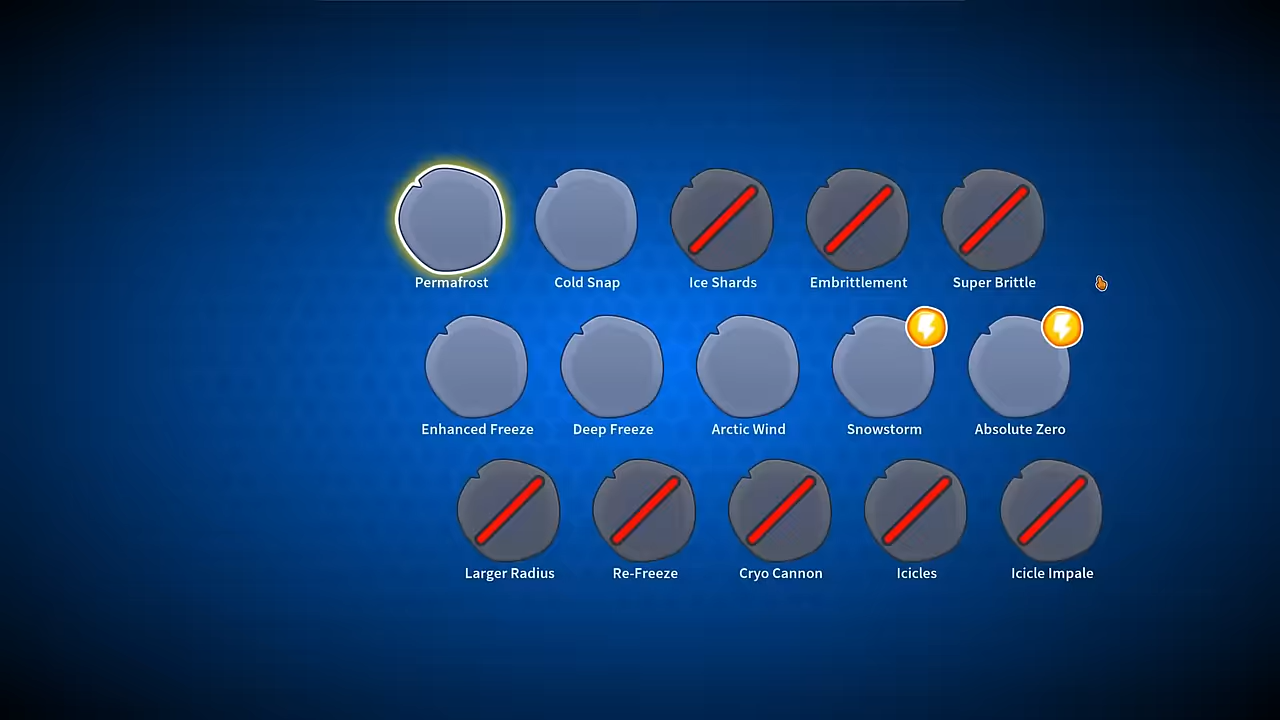 Permafrost
Cold Snap
Ice Shards
Embrittlement
Super Brittle
Enhanced Freeze
Deep Freeze
Arctic Wind
Snowstorm
Absolute Zero
Larger Radius
Re-Freeze
Cryo Cannon
Icicles
Icicle Impale